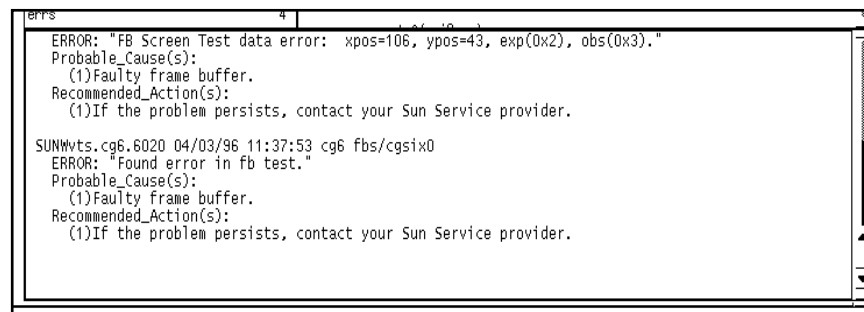 errs 4
ERROR: "FB Screen Test data error:  xpos=106, ypos=43, exp(0x2), obs(0x3)."
Probable_Cause(s):
(1)Faulty frame buffer.
Recommended_Action(s):
(1)If the problem persists, contact your Sun Service provider.
SUNWvts.cg6.6020 04/03/96 11:37:53 cg6 fbs/cgsix0
ERROR: "Found error in fb test."
Probable_Cause(s):
(1)Faulty frame buffer.
Recommended_Action(s):
(1)If the problem persists, contact your Sun Service provider.